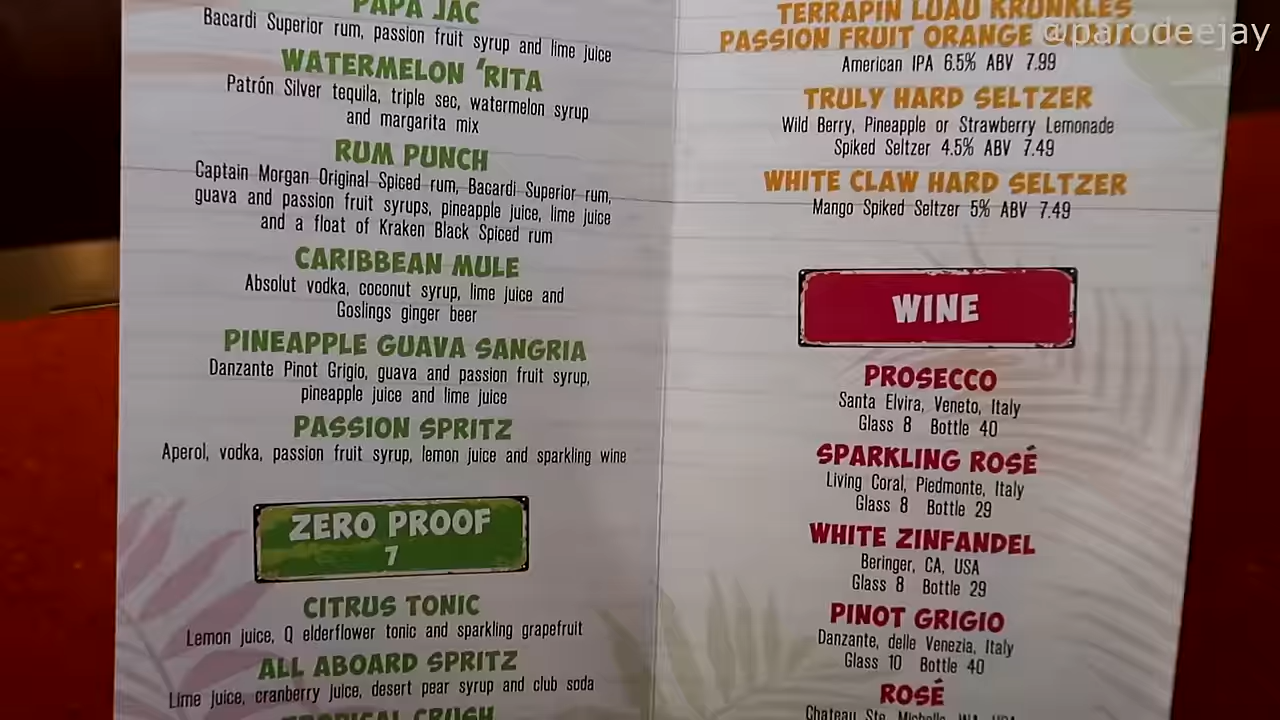 PAPA JAC
Bacardi Superior rum, passion fruit syrup and lime juice
WATERMELON 'RITA
Patrón Silver tequila, triple sec, watermelon syrup
and margarita mix
RUM PUNCH
Captain Morgan Original Spiced rum, Bacardi Superior rum,
guava and passion fruit syrups, pineapple juice, lime juice
and a float of Kraken Black Spiced rum
CARIBBEAN MULE
Absolut vodka, coconut syrup, lime juice and
Goslings ginger beer
PINEAPPLE GUAVA SANGRIA
Danzante Pinot Grigio, guava and passion fruit syrup,
pineapple juice and lime juice
PASSION SPRITZ
Aperol, vodka, passion fruit syrup, lemon juice and sparkling wine
ZERO PROOF
7
CITRUS TONIC
Lemon juice, Q elderflower tonic and sparkling grapefruit
ALL ABOARD SPRITZ
Lime juice, cranberry juice, desert pear syrup and club soda
TROPICAL CRUSH
TERRAPIN LUAU KRUNKLES
PASSION FRUIT ORANGE
@parodeejay
American IPA 6.5% ABV 7.99
TRULY HARD SELTZER
Wild Berry, Pineapple or Strawberry Lemonade
Spiked Seltzer 4.5% ABV 7.49
WHITE CLAW HARD SELTZER
Mango Spiked Seltzer 5% ABV 7.49
WINE
PROSECCO
Santa Elvira, Veneto, Italy
Glass 8 Bottle 40
SPARKLING ROSÉ
Living Coral, Piedmonte, Italy
Glass 8 Bottle 29
WHITE ZINFANDEL
Beringer, CA, USA
Glass 8 Bottle 29
PINOT GRIGIO
Danzante, delle Venezia, Italy
Glass 10 Bottle 40
ROSÉ
Chateau Ste. Michelle, WA, USA